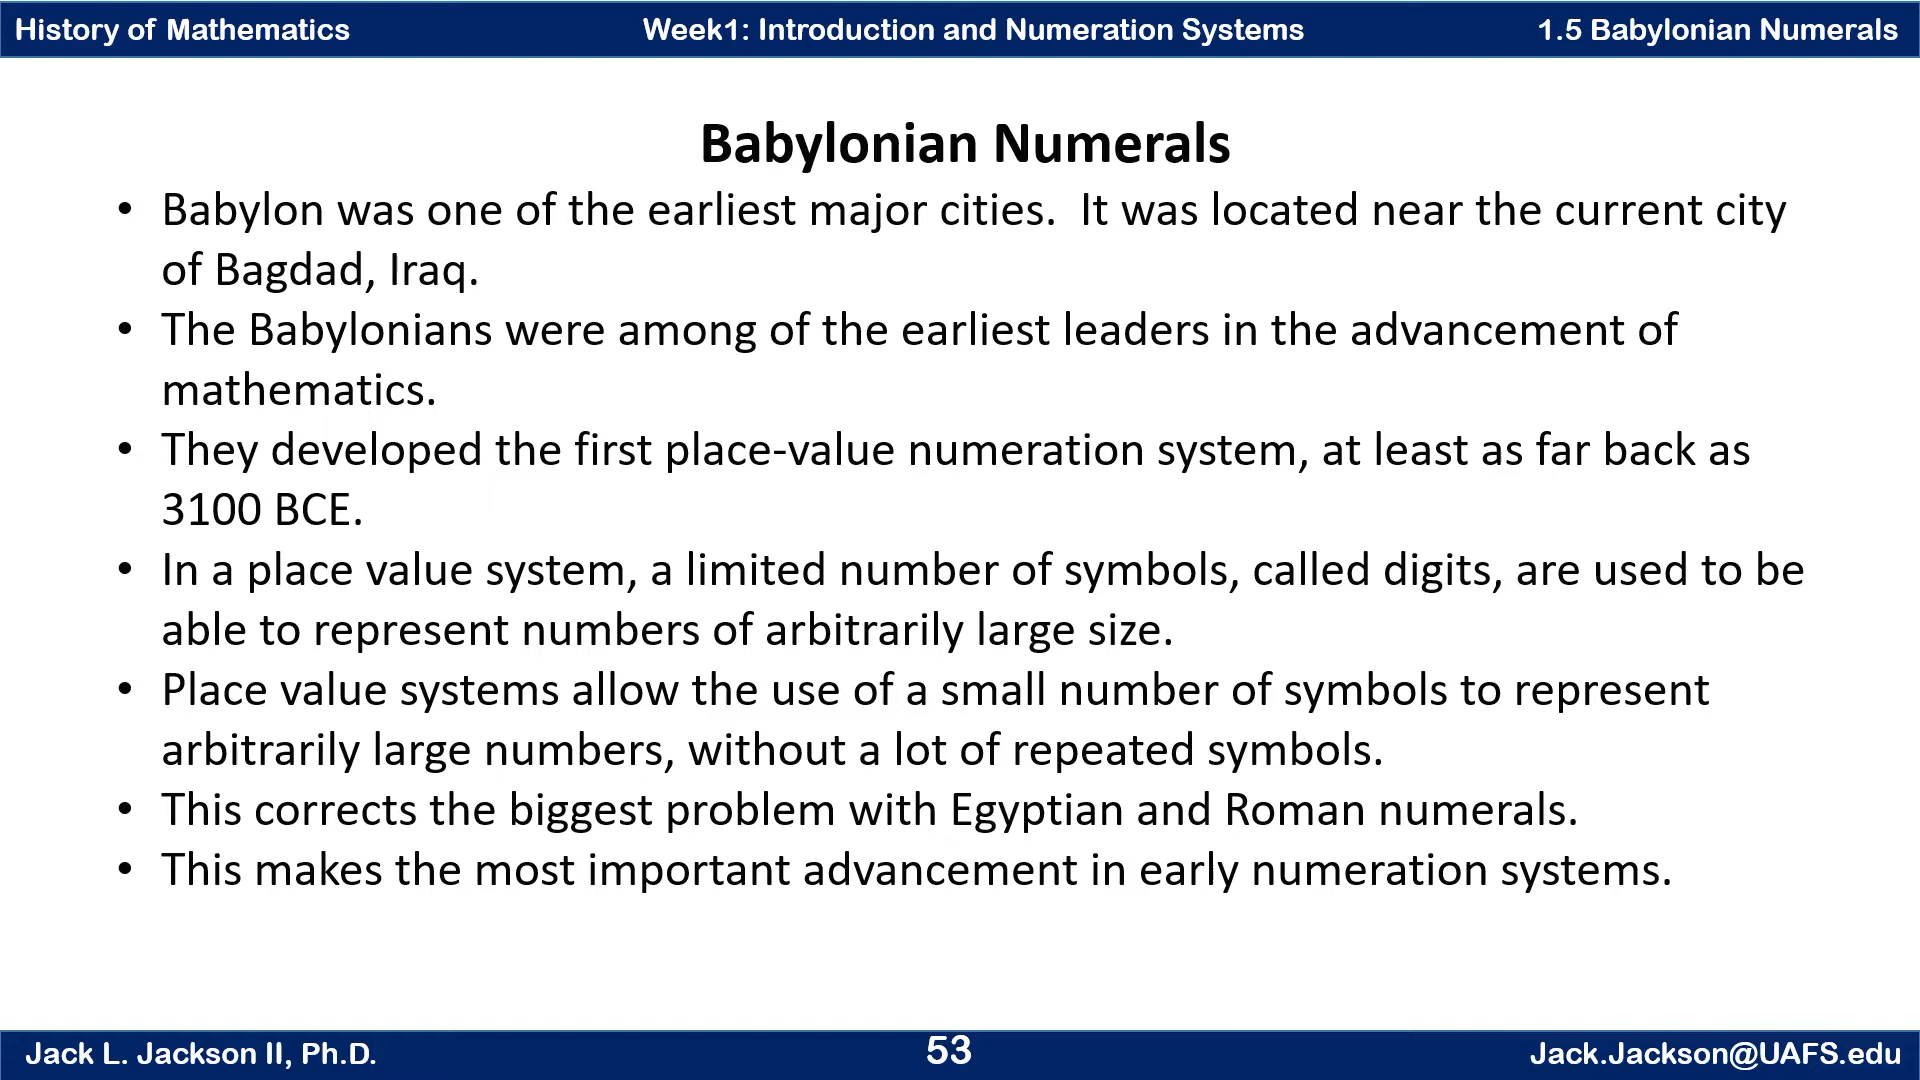 History of Mathematics
Week1: Introduction and Numeration Systems
1.5 Babylonian Numerals
Babylonian Numerals
• Babylon was one of the earliest major cities.  It was located near the current city
of Bagdad, Iraq.
• The Babylonians were among of the earliest leaders in the advancement of
mathematics.
• They developed the first place-value numeration system, at least as far back as
3100 BCE.
• In a place value system, a limited number of symbols, called digits, are used to be
able to represent numbers of arbitrarily large size.
• Place value systems allow the use of a small number of symbols to represent
arbitrarily large numbers, without a lot of repeated symbols.
• This corrects the biggest problem with Egyptian and Roman numerals.
• This makes the most important advancement in early numeration systems.
Jack L. Jackson II, Ph.D.
53
Jack.Jackson@UAFS.edu